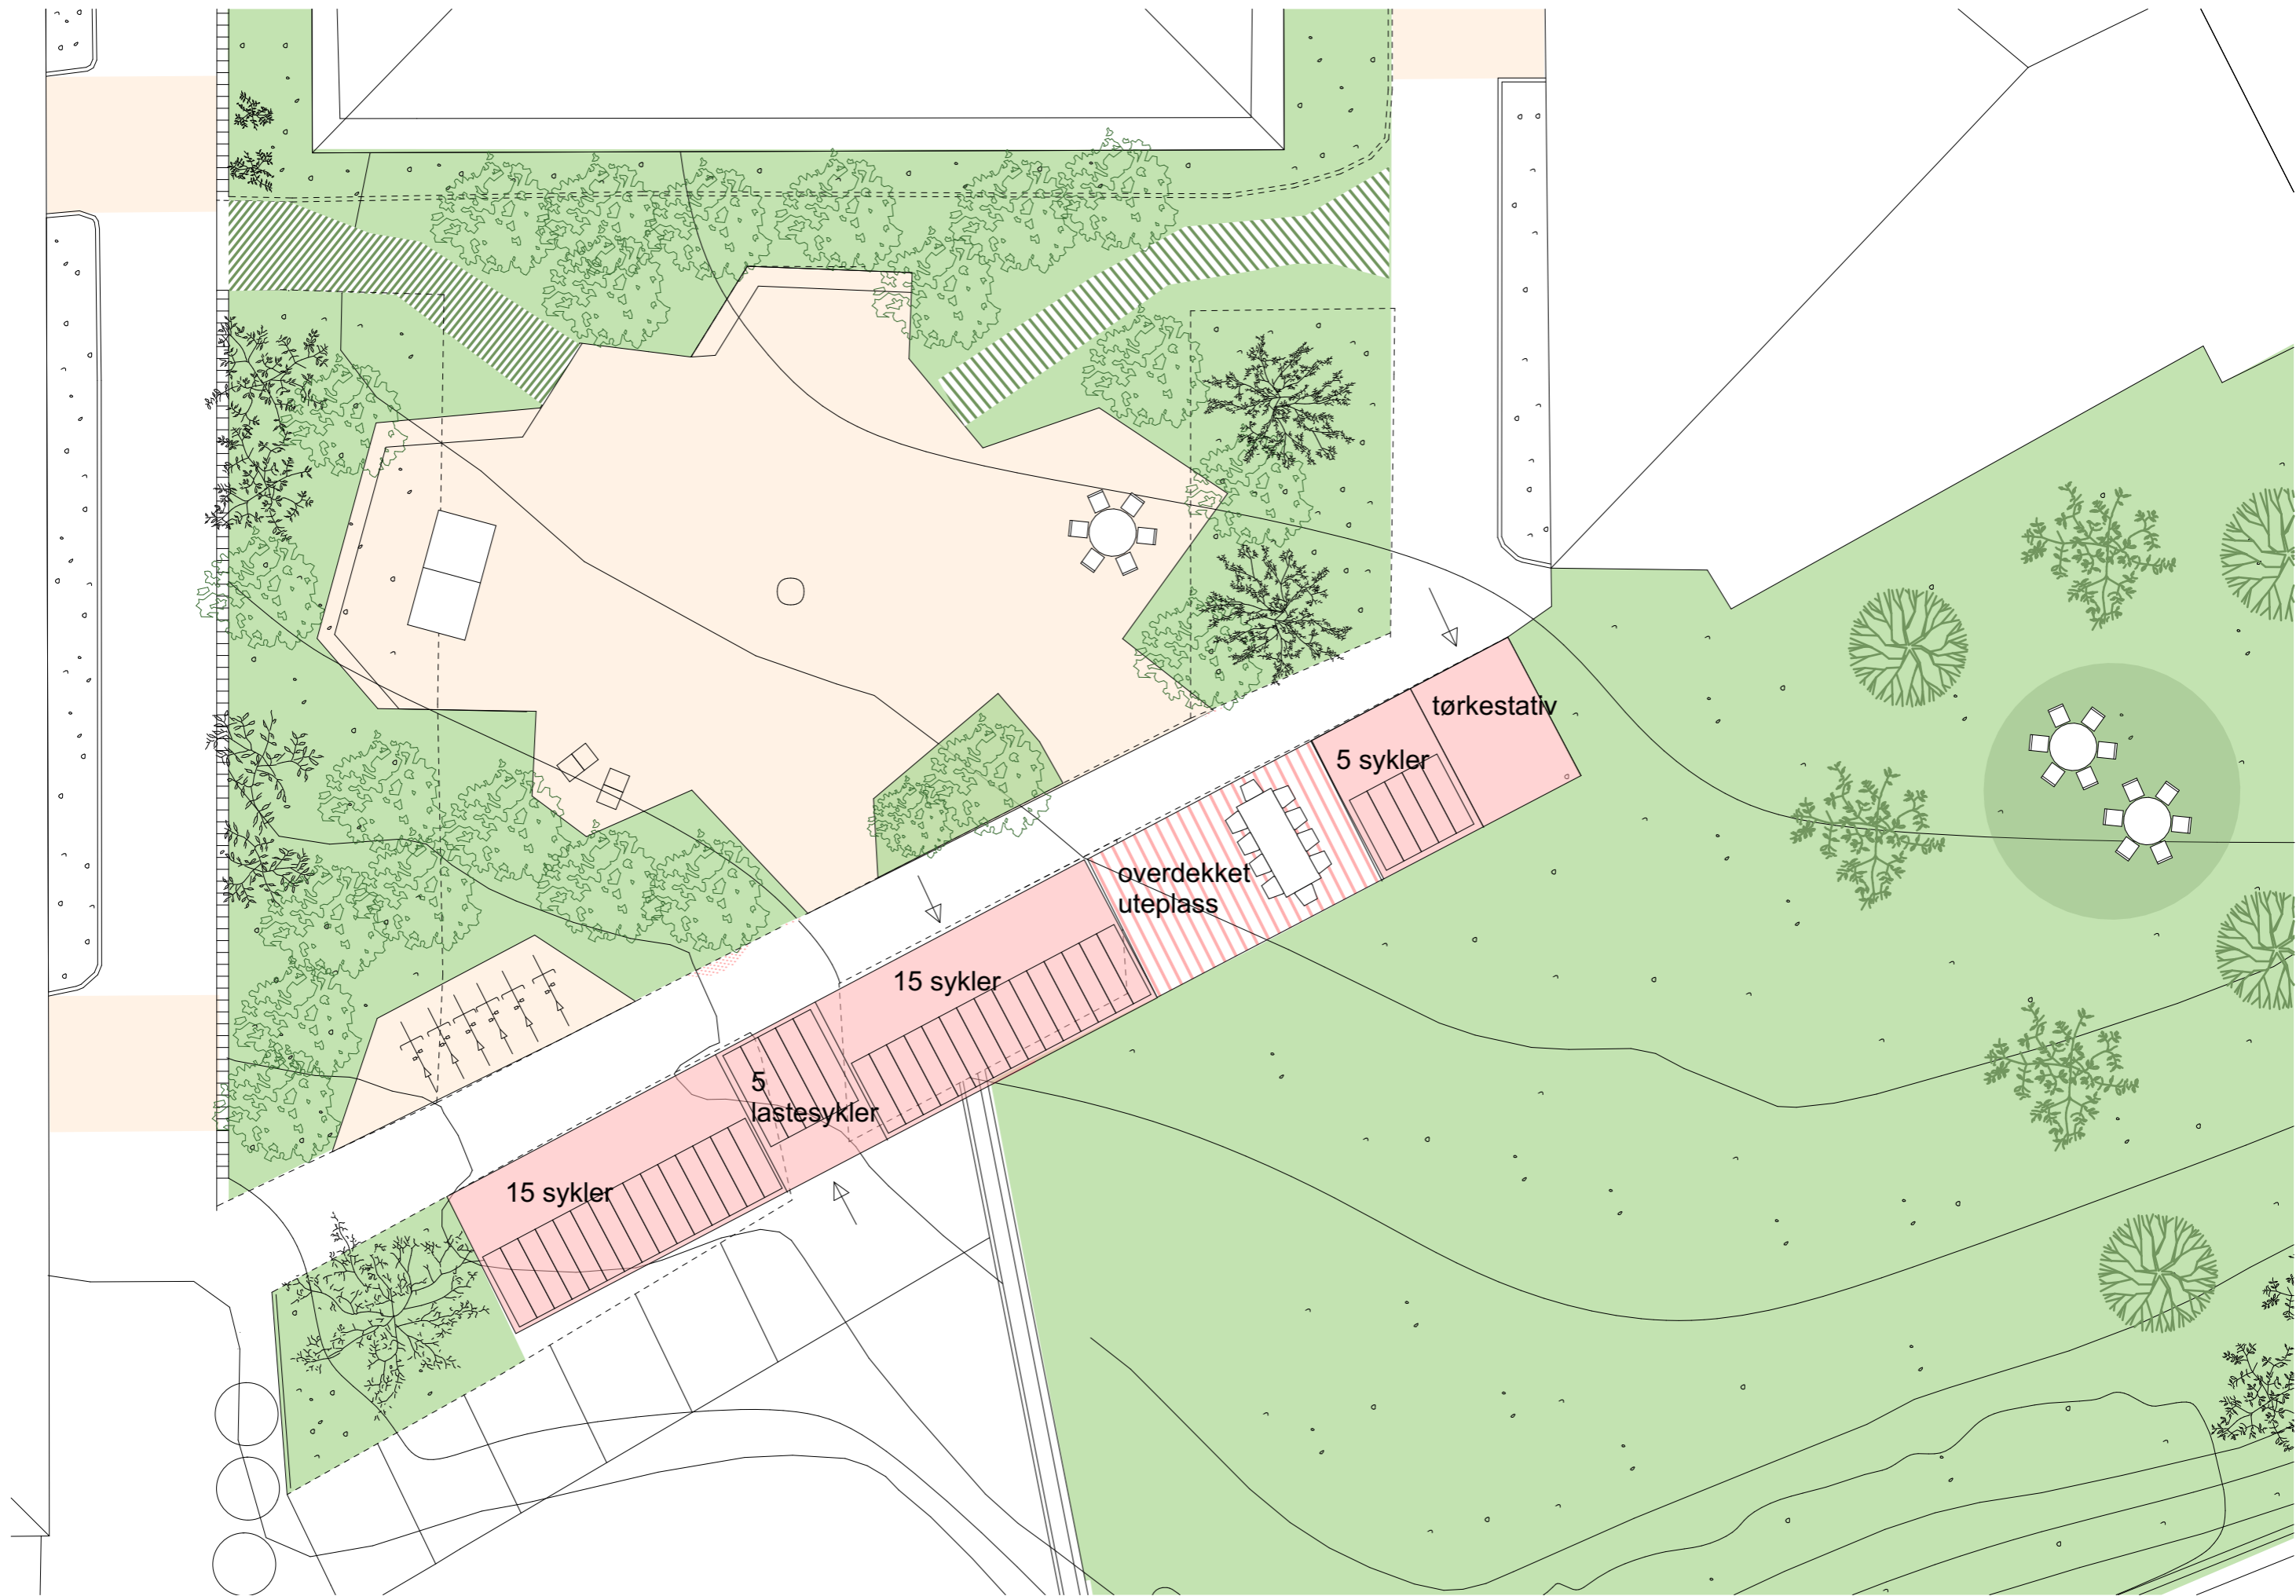 tørkestativ
5 sykler
overdekket
uteplass
15 sykler
5
lastesykler
15 sykler